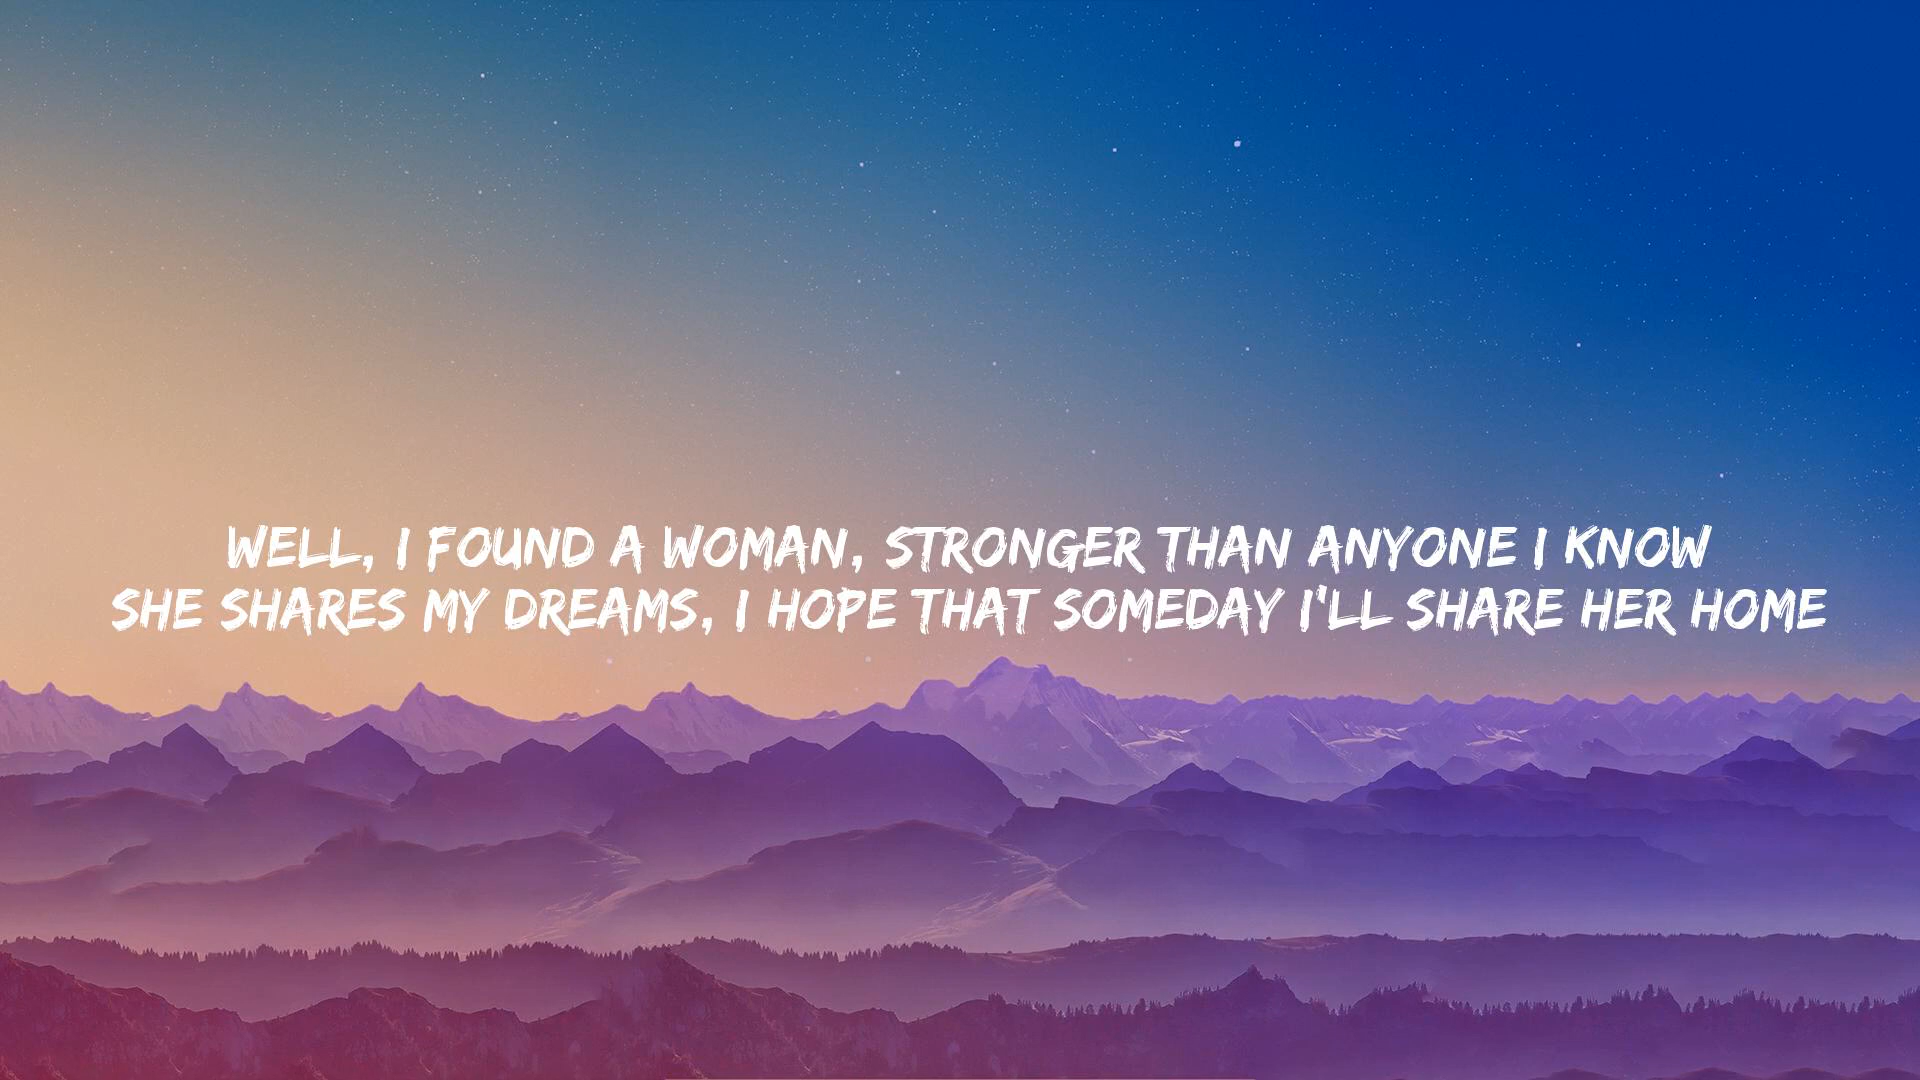 WELL, I FOUND A WOMAN, STRONGER THAN ANYONE I KNOW
SHE SHARES MY DREAMS, I HOPE THAT SOMEDAY I'LL SHARE HER HOME